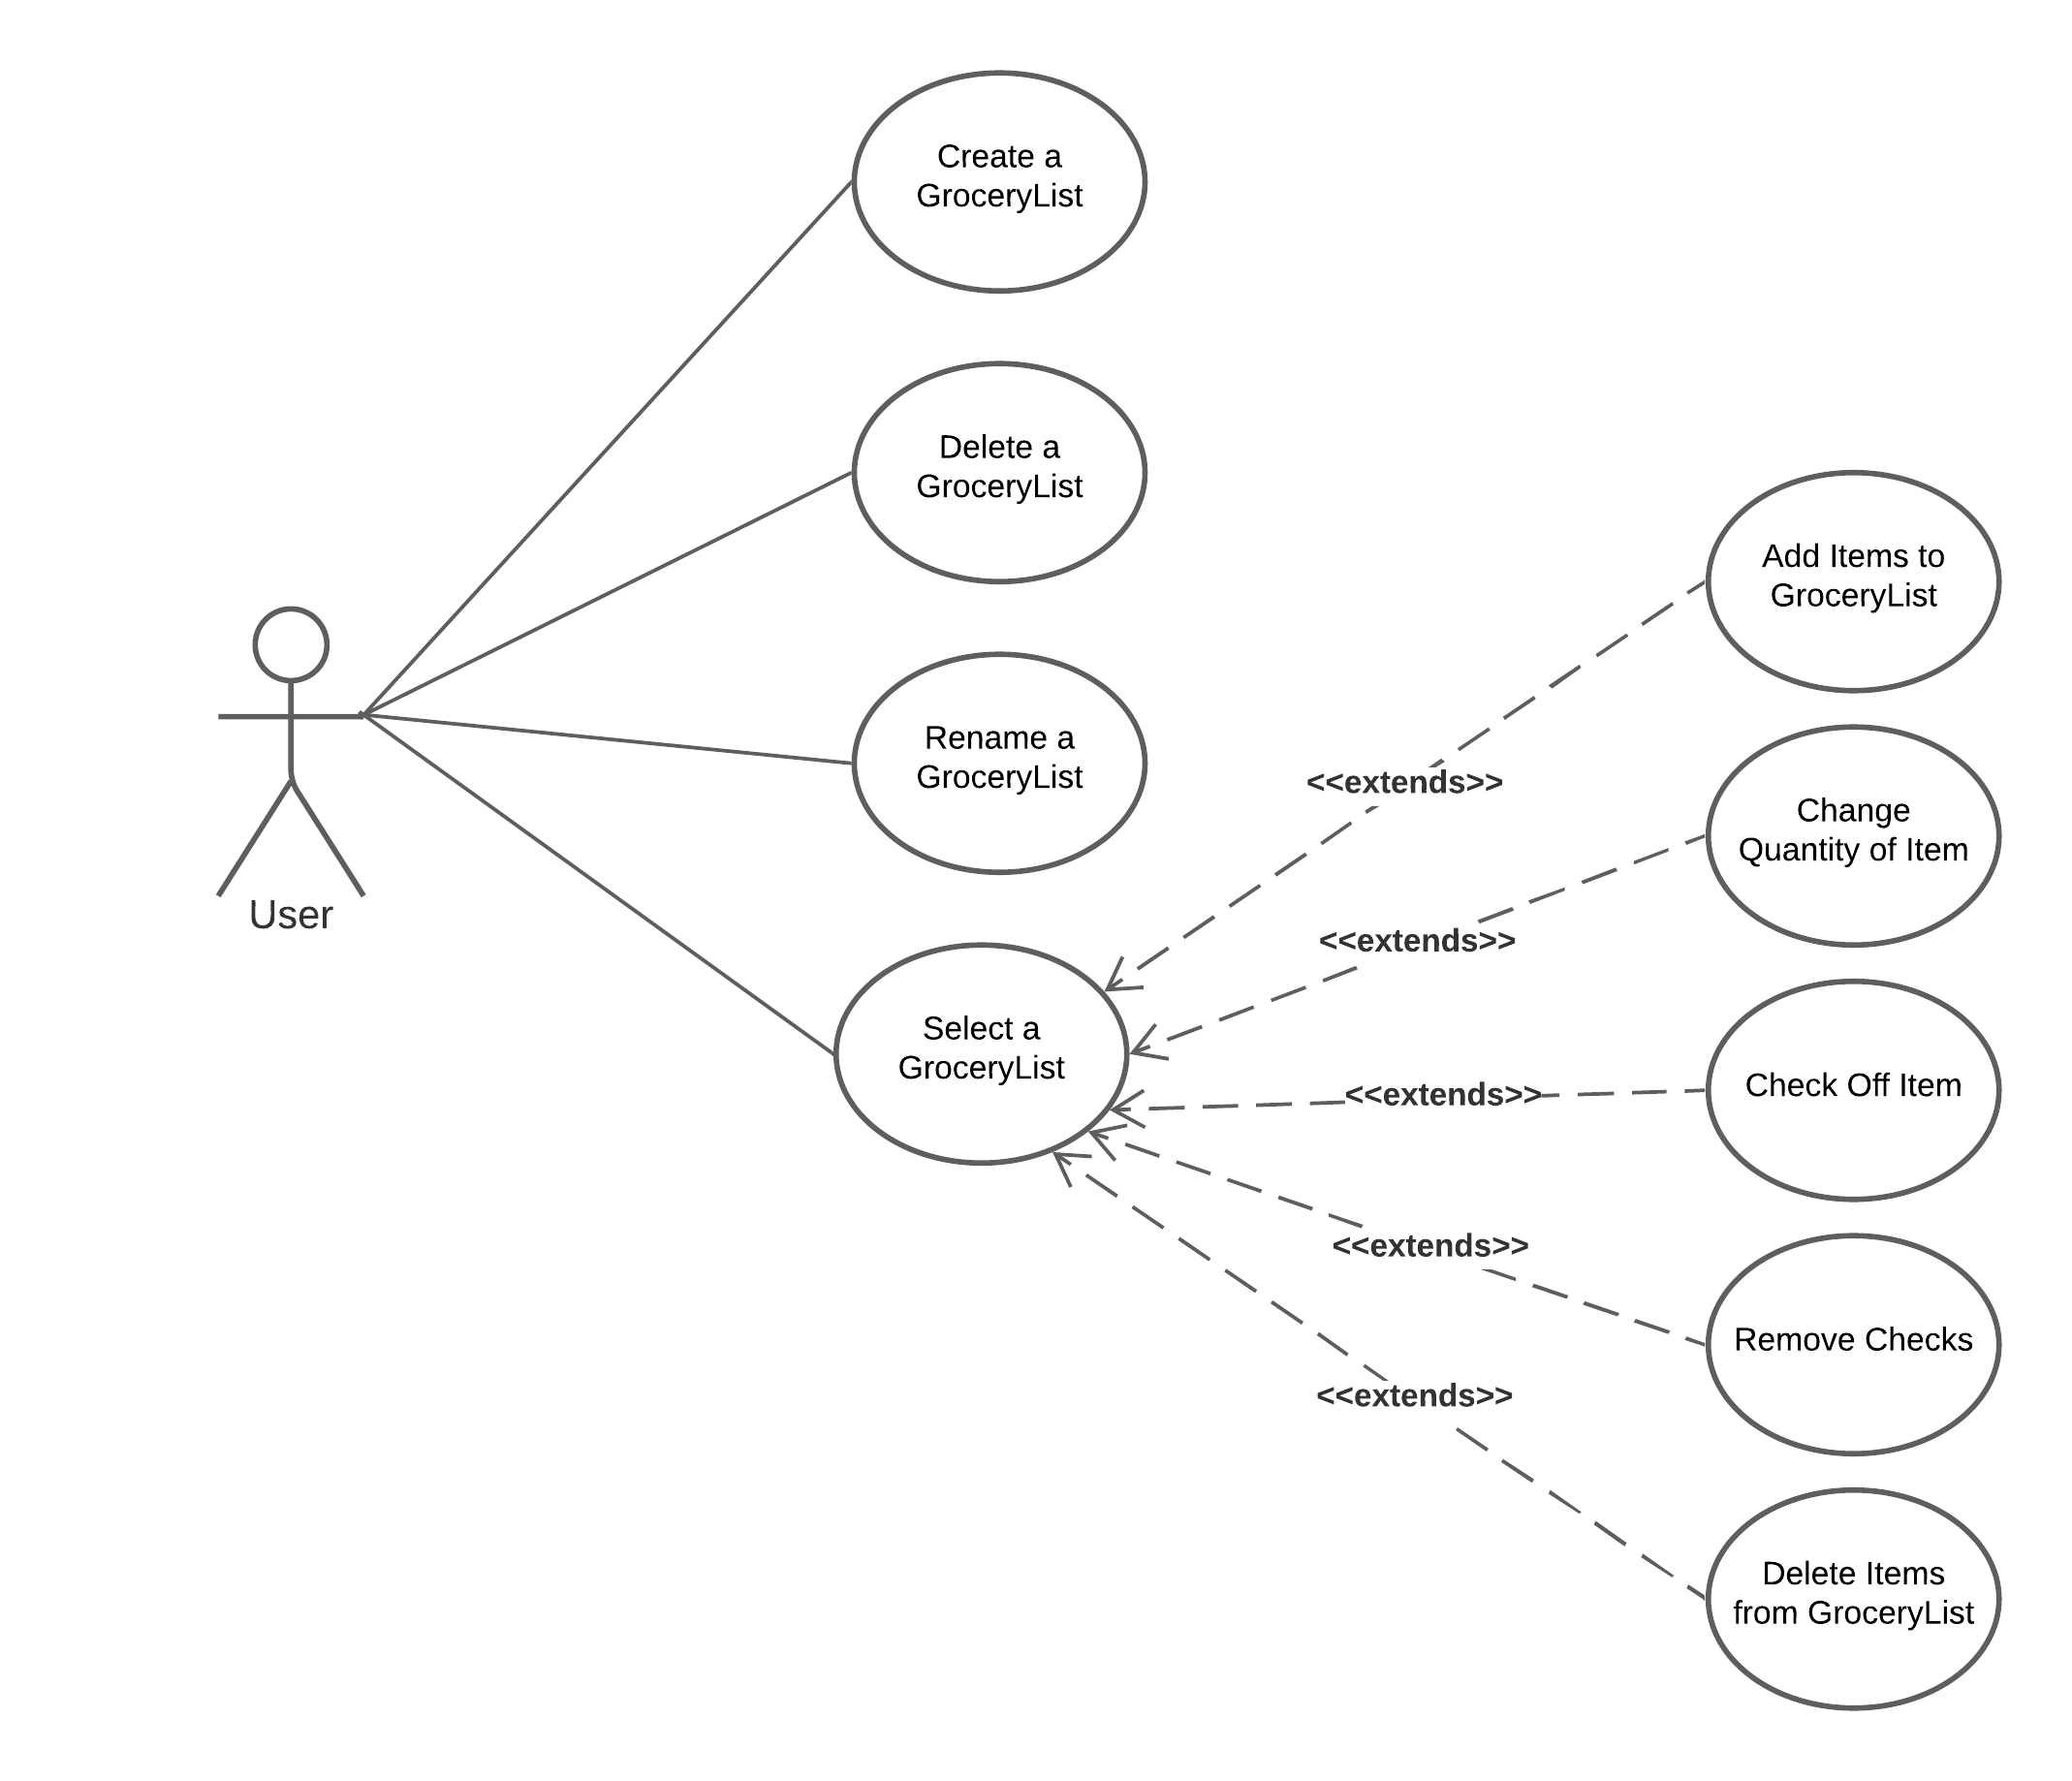 Create a
GroceryList
Delete a
GroceryList
Rename a
GroceryList
User
Select a
GroceryList
<<extends>>
<<extends>>
<<extends>>
<<extends>>
<<extends>>
Add Items to
GroceryList
Change
Quantity of Item
Check Off Item
Remove Checks
Delete Items
from GroceryList